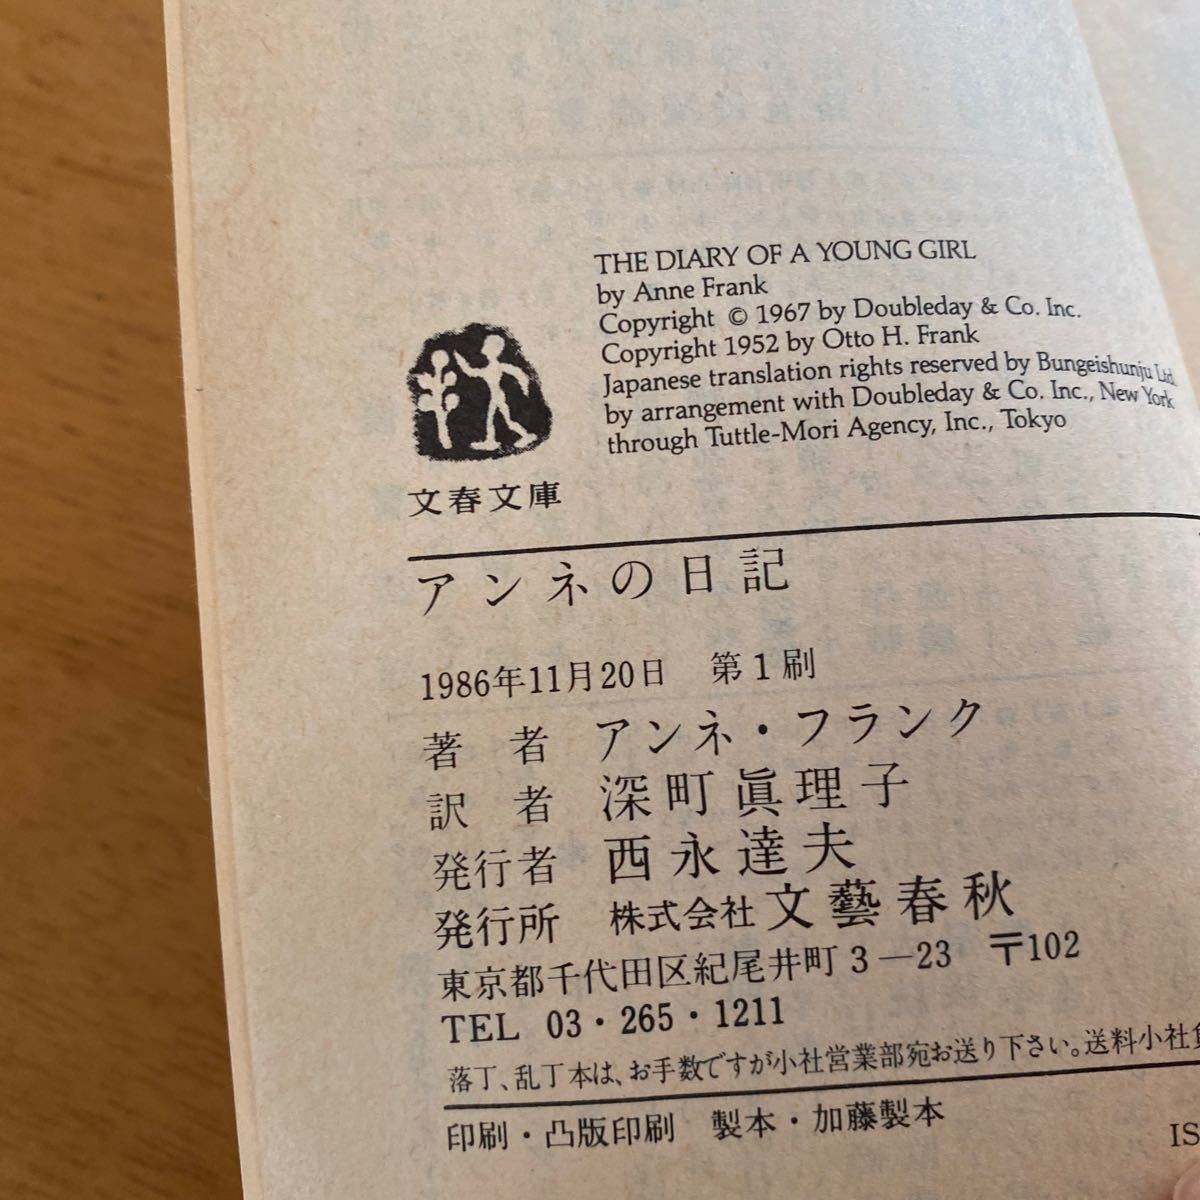 THE DIARY OF A YOUNG GIRL
by Anne Frank
Copyright © 1967 by Doubleday & Co. Inc.
Copyright 1952 by Otto H. Frank
Japanese translation rights reserved by Bungeishunju Ltd.
by arrangement with Doubleday & Co. Inc., New York
through Tuttle-Mori Agency, Inc., Tokyo
文春文庫
アンネの日記
1986年11月20日 第1刷
著 者 アンネ・フランク
訳 者 深町眞理子
発行者 西永達夫
発行所 株式会社 文藝春秋
東京都千代田区紀尾井町3—23 〒102
TEL 03・265・1211
落丁、乱丁本は、お手数ですが小社営業部宛お送り下さい。送料小社負
印刷・凸版印刷 製本・加藤製本
IS